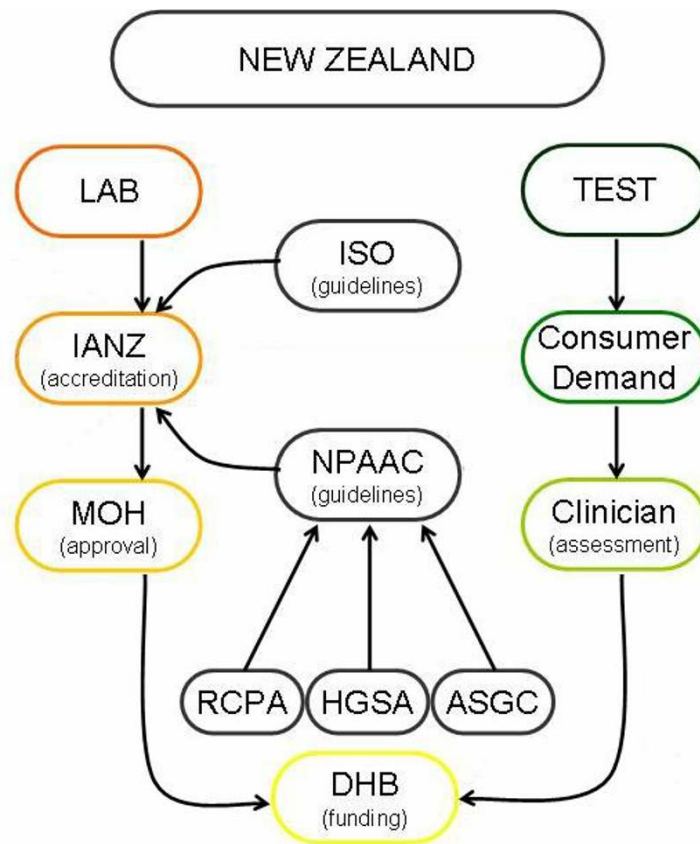 NEW ZEALAND
LAB
TEST
ISO
(guidelines)
IANZ
(accreditation)
Consumer
Demand
NPAAC
(guidelines)
MOH
(approval)
Clinician
(assessment)
RCPA
HGSA
ASGC
DHB
(funding)